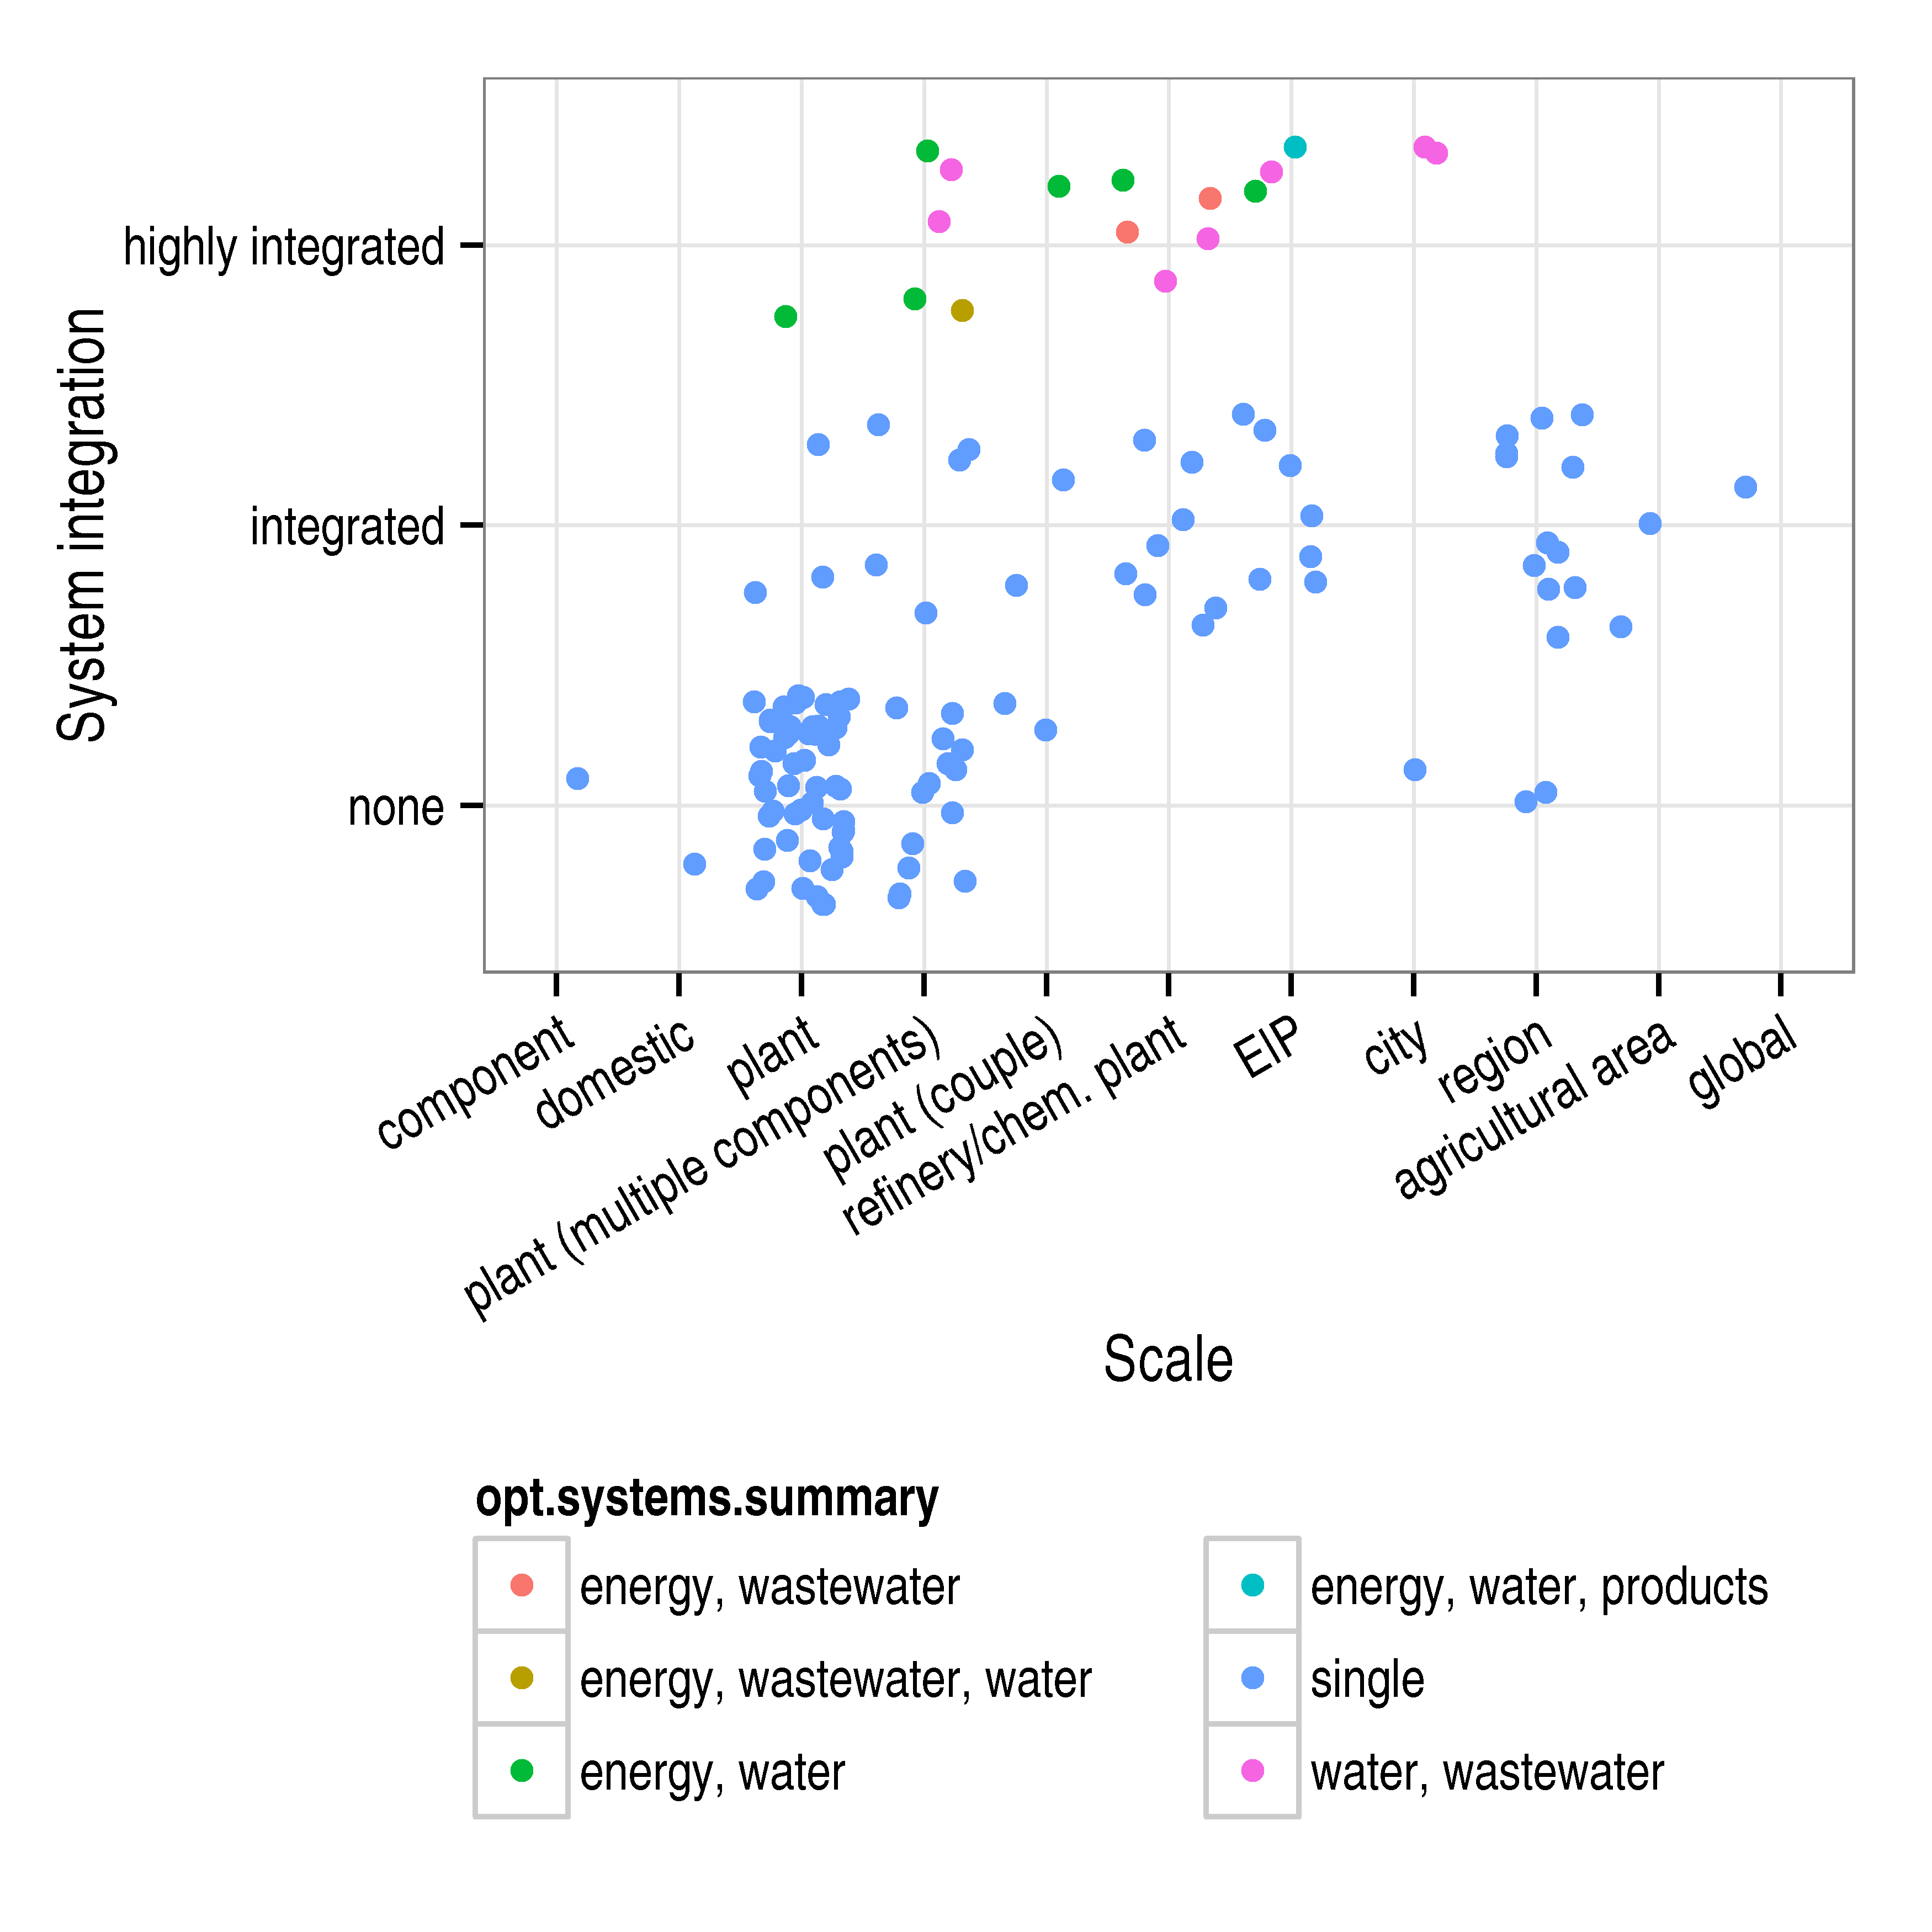 System integration
highly integrated
integrated
none
component
domestic
plant
plant (multiple components)
plant (couple)
refinery/chem. plant
EIP
city
region
agricultural area
global
Scale
opt.systems.summary
energy, wastewater
energy, wastewater, water
energy, water
energy, water, products
single
water, wastewater